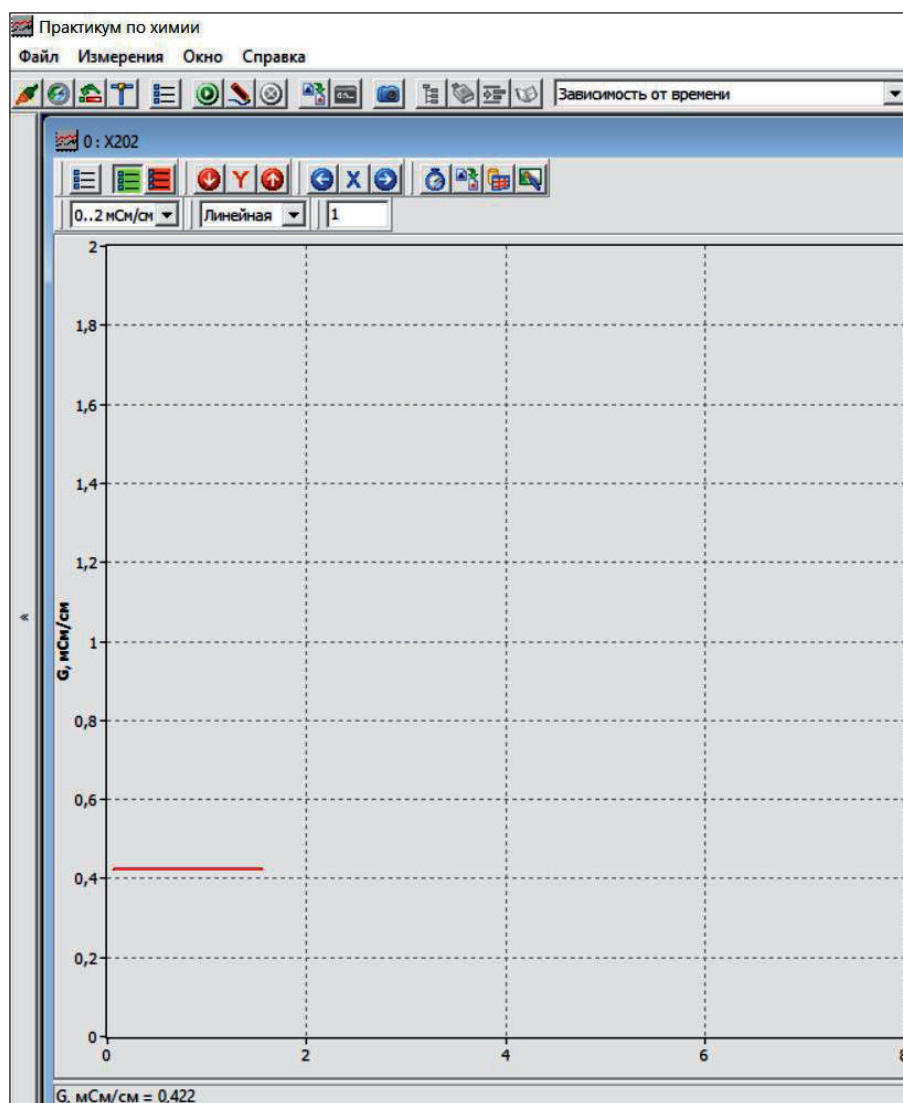 Практикум по химии
Файл Измерения Окно Справка
Зависимость от времени
0 : X202
Y X
0..2 мСм/см Линейная 1
2
1,8
1,6
1,4
1,2
1
0,8
0,6
0,4
0,2
0
G, мСм/см
0 2 4 6 8
G, мСм/см = 0,422